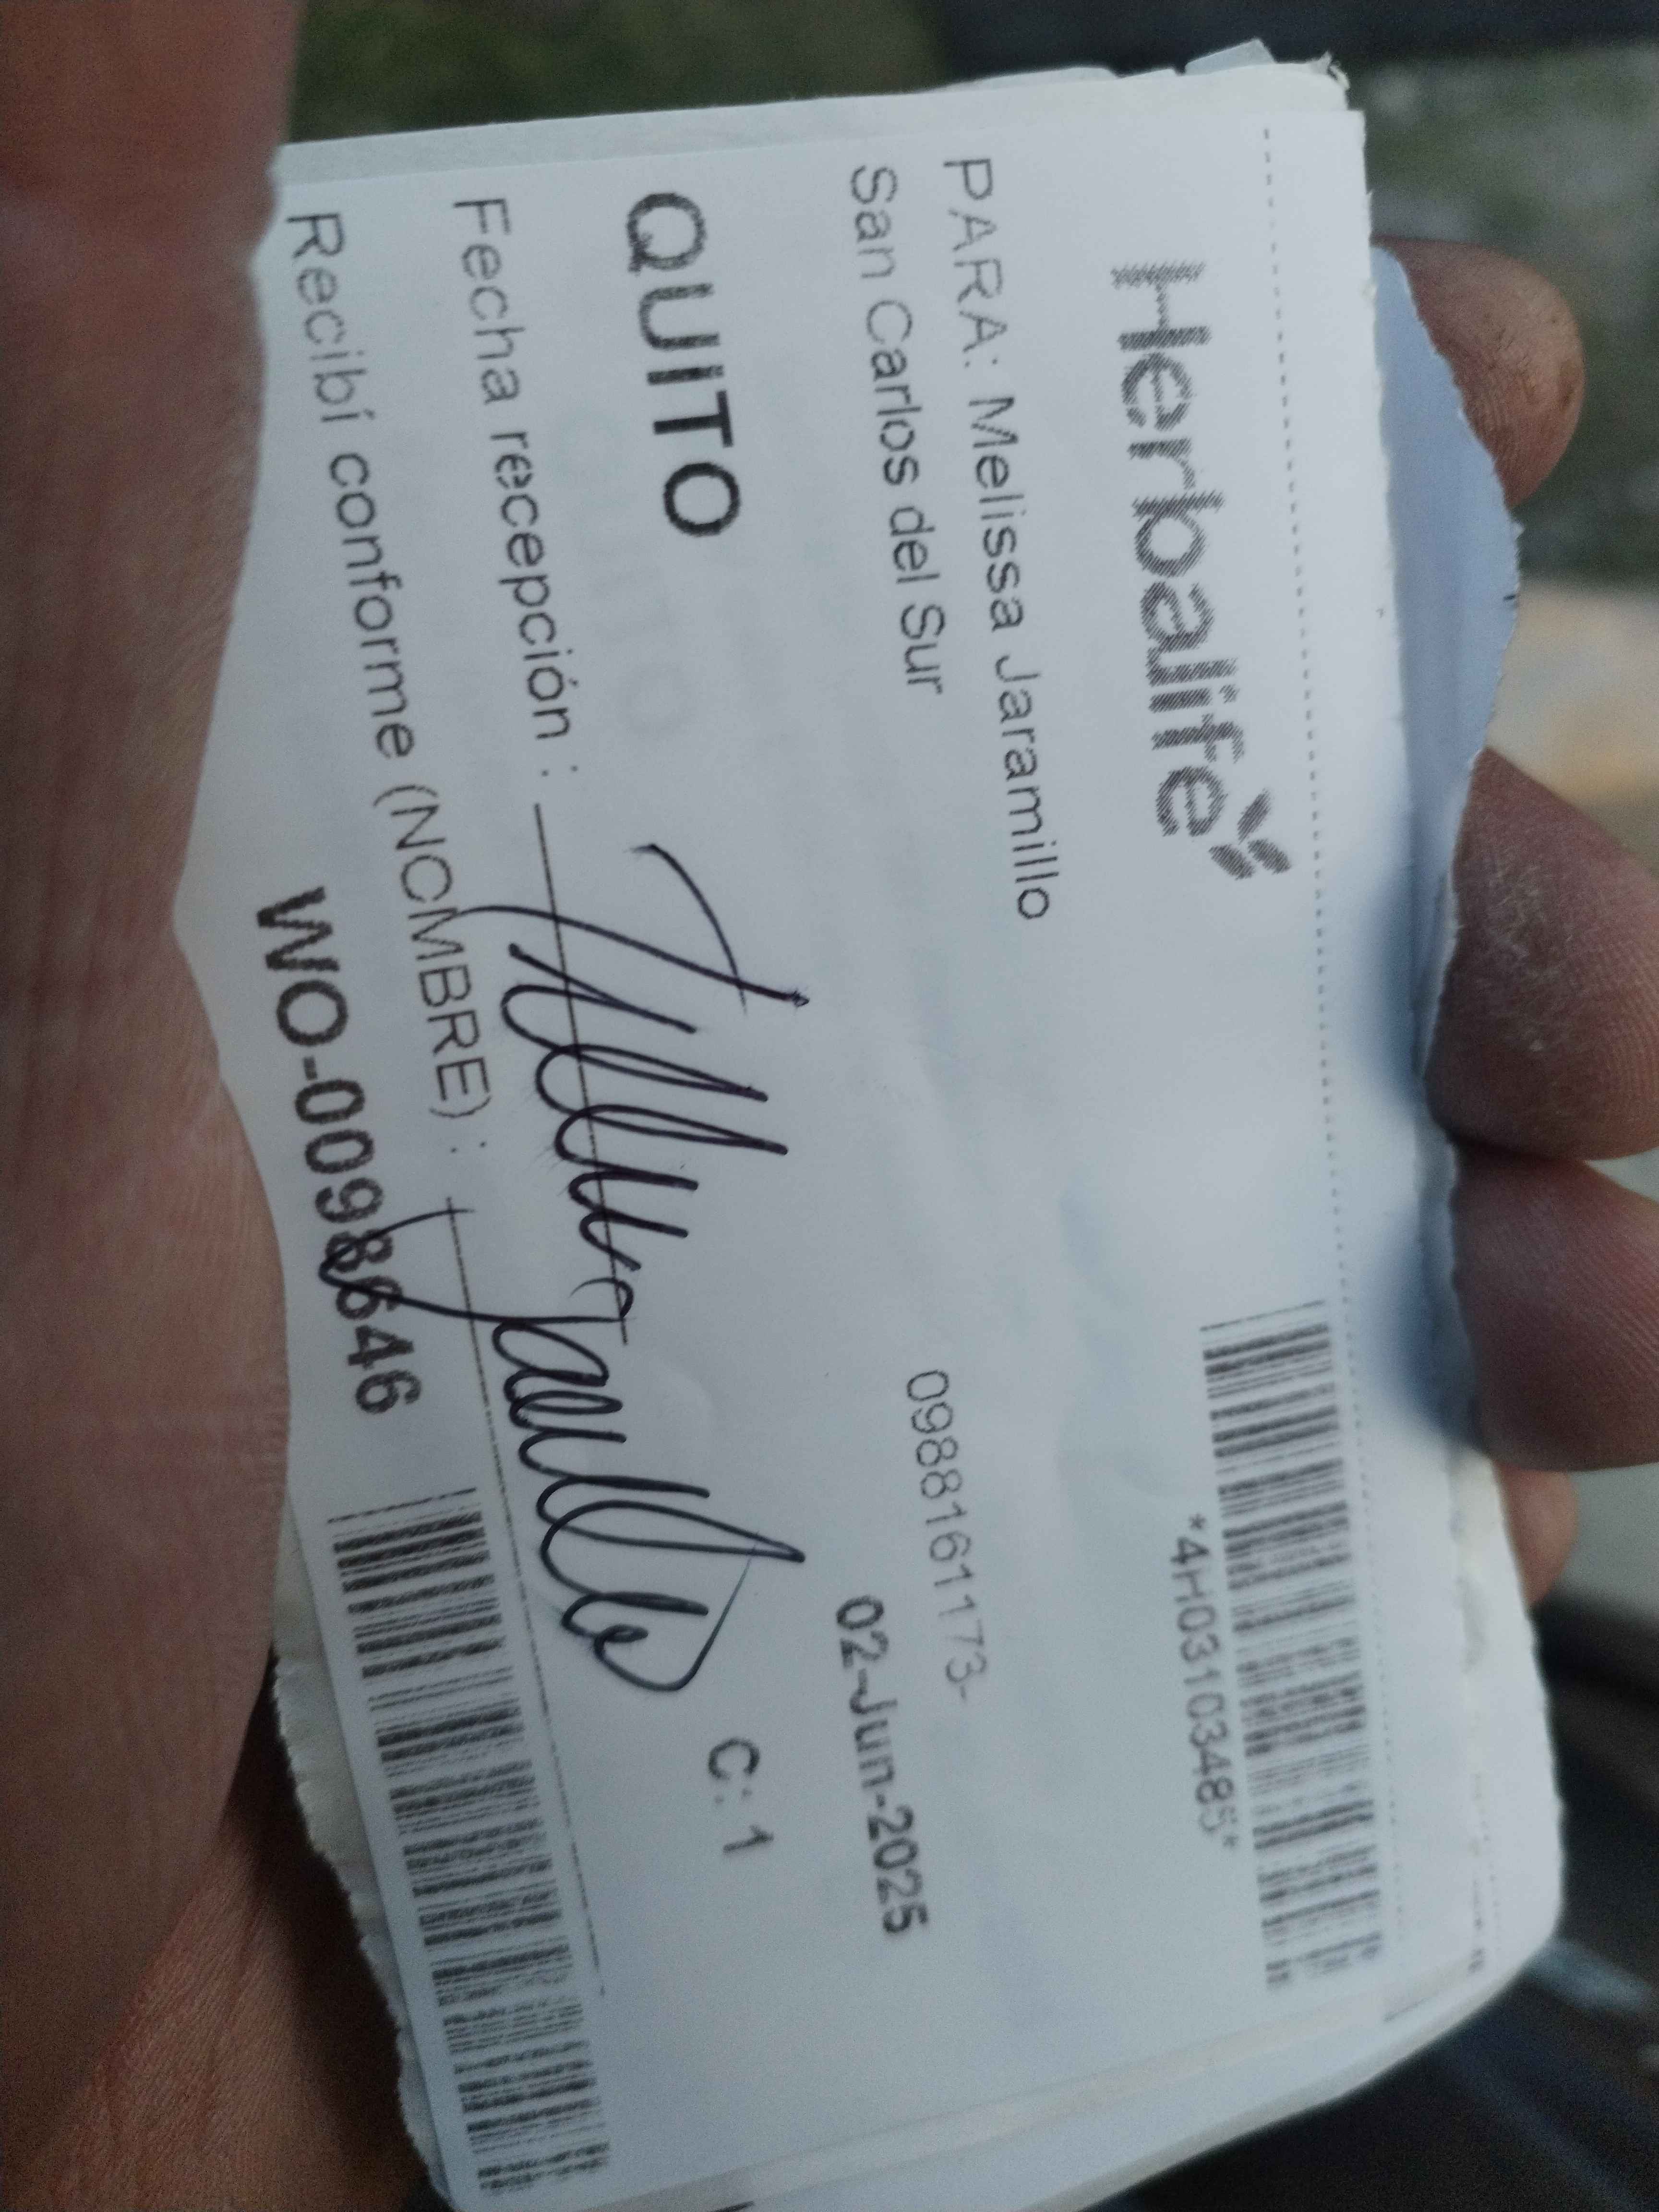 Herbalife
*4H03103485*
PARA: Melissa Jaramillo
San Carlos del Sur
0988161173-
02-Jun-2025
QUITO
C: 1
Fecha recepción :
Recibí conforme (NOMBRE) :
WO-0098646